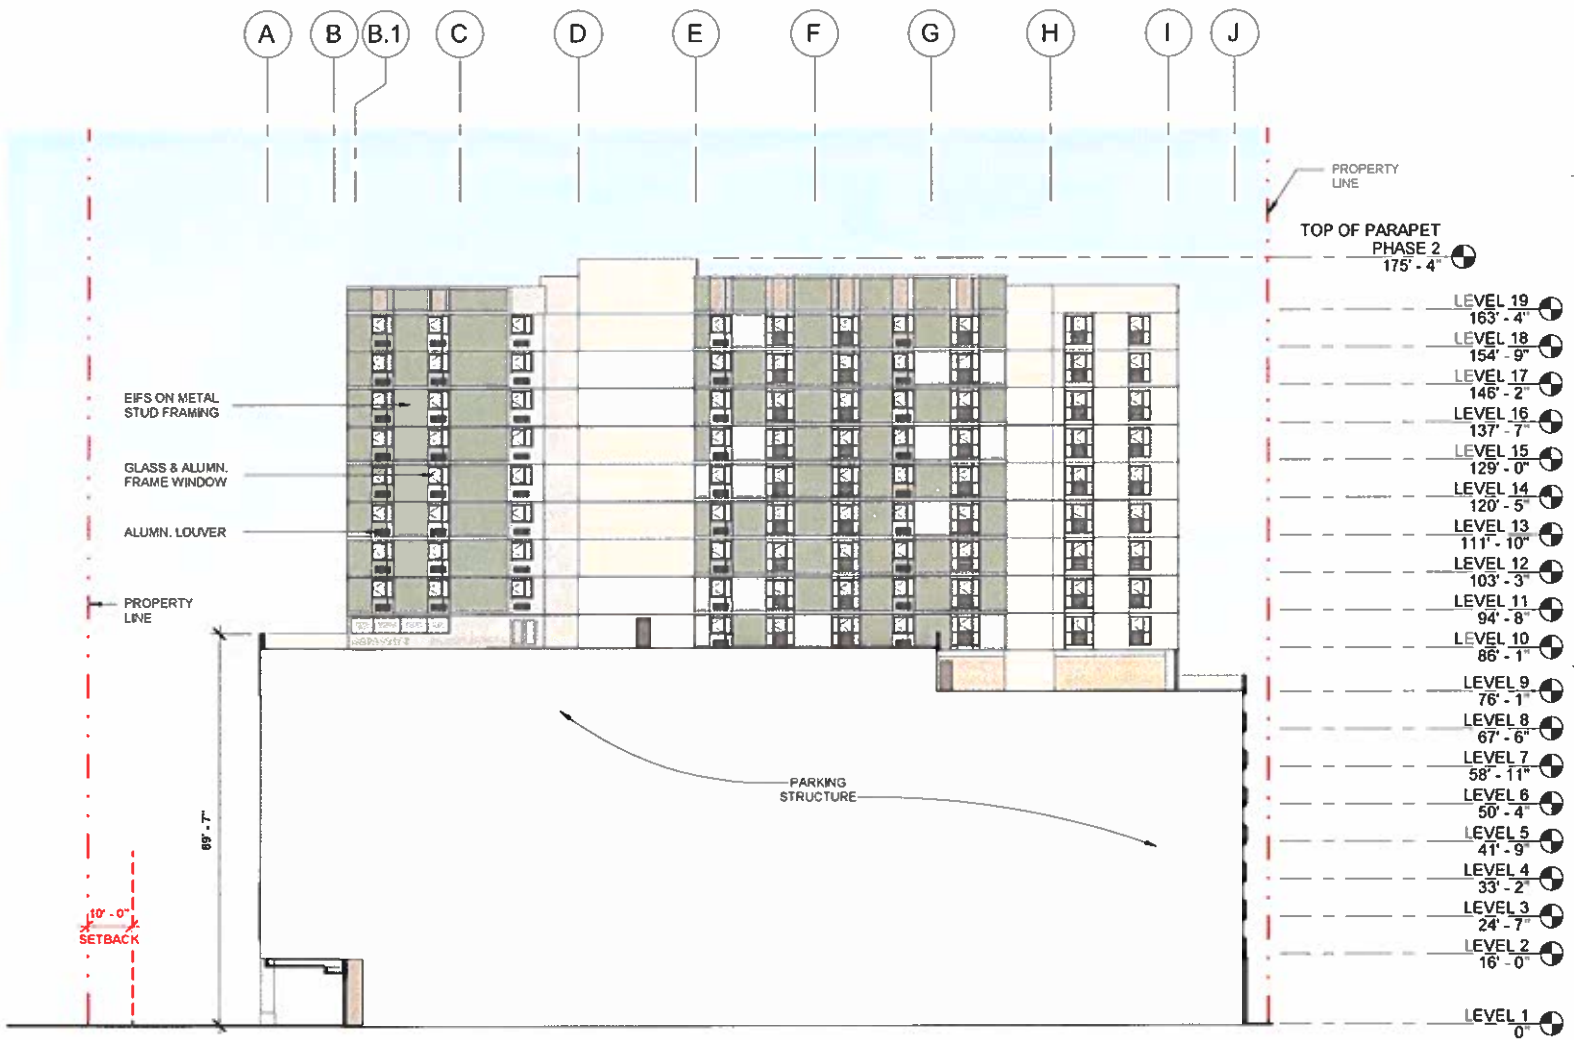 A B B.1 C D E F G H I J
PROPERTY
LINE
TOP OF PARAPET
PHASE 2
175' - 4"
LEVEL 19
163' - 4"
LEVEL 18
154' - 9"
LEVEL 17
146' - 2"
LEVEL 16
137' - 7"
LEVEL 15
129' - 0"
LEVEL 14
120' - 5"
LEVEL 13
111' - 10"
LEVEL 12
103' - 3"
LEVEL 11
94' - 8"
LEVEL 10
86' - 1"
LEVEL 9
76' - 1"
LEVEL 8
67' - 6"
LEVEL 7
58' - 11"
LEVEL 6
50' - 4"
LEVEL 5
41' - 9"
LEVEL 4
33' - 2"
LEVEL 3
24' - 7"
LEVEL 2
16' - 0"
LEVEL 1
0"
EIFS ON METAL
STUD FRAMING
GLASS & ALUMN.
FRAME WINDOW
ALUMN. LOUVER
PROPERTY
LINE
PARKING
STRUCTURE
89' - 7"
10' - 0"
SETBACK